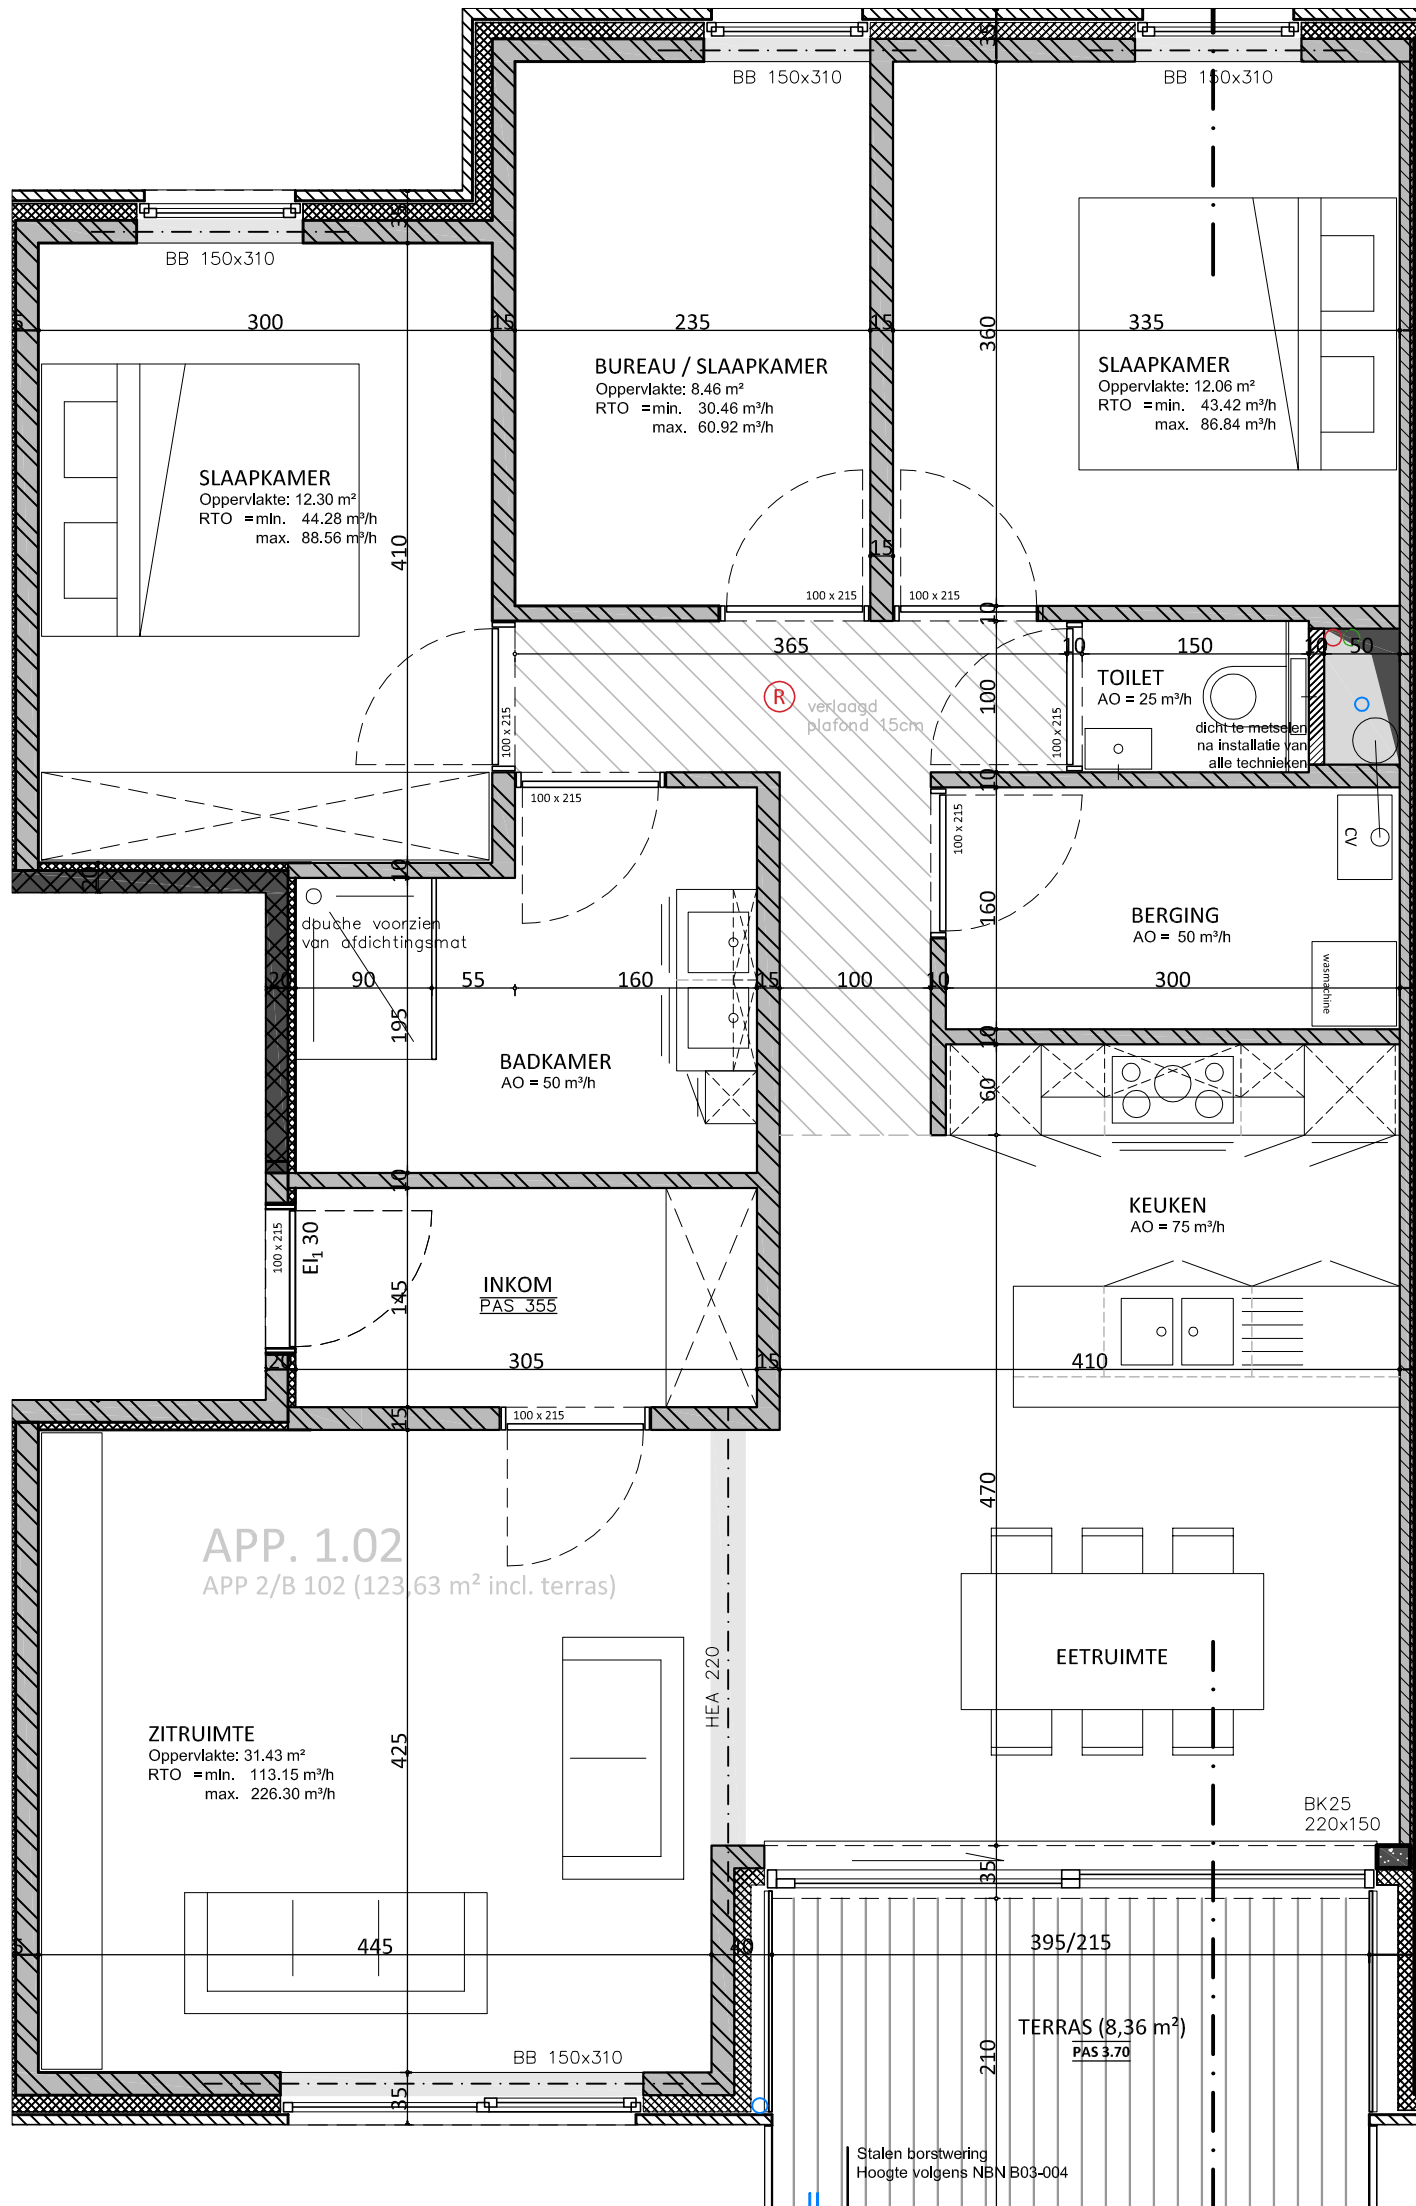 35
BB 150x310
BB 150x310
35
BB 150x310
5
300
15
235
15
335
360
BUREAU / SLAAPKAMER
Oppervlakte: 8.46 m²
RTO =min. 30.46 m³/h
max. 60.92 m³/h
SLAAPKAMER
Oppervlakte: 12.06 m²
RTO =min. 43.42 m³/h
max. 86.84 m³/h
SLAAPKAMER
Oppervlakte: 12.30 m²
RTO =min. 44.28 m³/h
max. 88.56 m³/h
410
15
100 x 215
100 x 215
10
365
10
150
10
50
TOILET
AO = 25 m³/h
R
verlaagd
plafond 15cm
100
100 x 215
100 x 215
dicht te metselen
na installatie van
alle technieken
10
100 x 215
100 x 215
CV
20
10
douche voorzien
van afdichtingsmat
160
BERGING
AO = 50 m³/h
wasmachine
20
90
55
160
15
100
10
300
195
10
BADKAMER
AO = 50 m³/h
60
10
KEUKEN
AO = 75 m³/h
100 x 215
EI₁ 30
INKOM
PAS 355
145
20
305
15
410
15
100 x 215
470
APP. 1.02
APP 2/B 102 (123,63 m² incl. terras)
HEA 220
EETRUIMTE
ZITRUIMTE
Oppervlakte: 31.43 m²
RTO =min. 113.15 m³/h
max. 226.30 m³/h
425
BK25
220x150
35
5
445
40
395/215
TERRAS (8,36 m²)
PAS 3.70
210
BB 150x310
35
Stalen borstwering
Hoogte volgens NBN B03-004